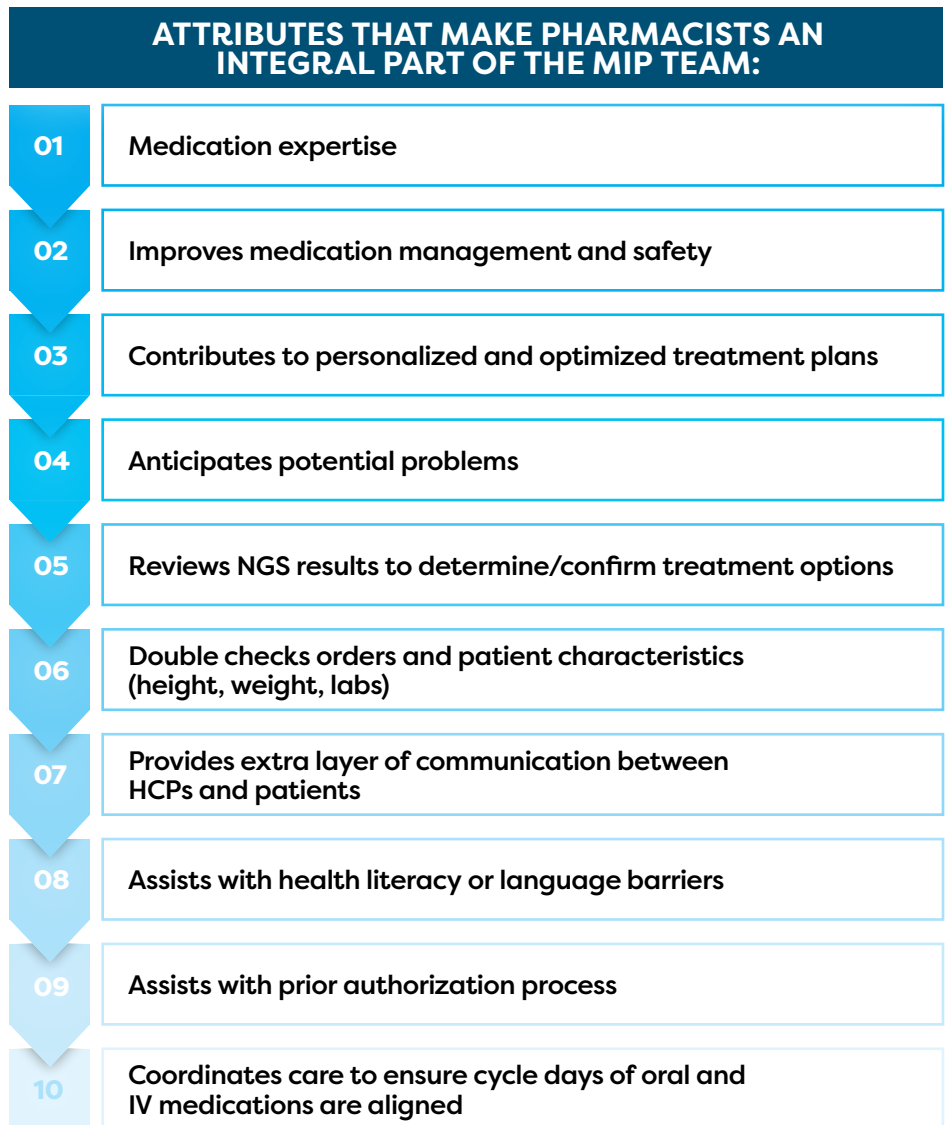 ATTRIBUTES THAT MAKE PHARMACISTS AN
INTEGRAL PART OF THE MIP TEAM:
01
Medication expertise
02
Improves medication management and safety
03
Contributes to personalized and optimized treatment plans
04
Anticipates potential problems
05
Reviews NGS results to determine/confirm treatment options
06
Double checks orders and patient characteristics
(height, weight, labs)
07
Provides extra layer of communication between
HCPs and patients
08
Assists with health literacy or language barriers
09
Assists with prior authorization process
10
Coordinates care to ensure cycle days of oral and
IV medications are aligned